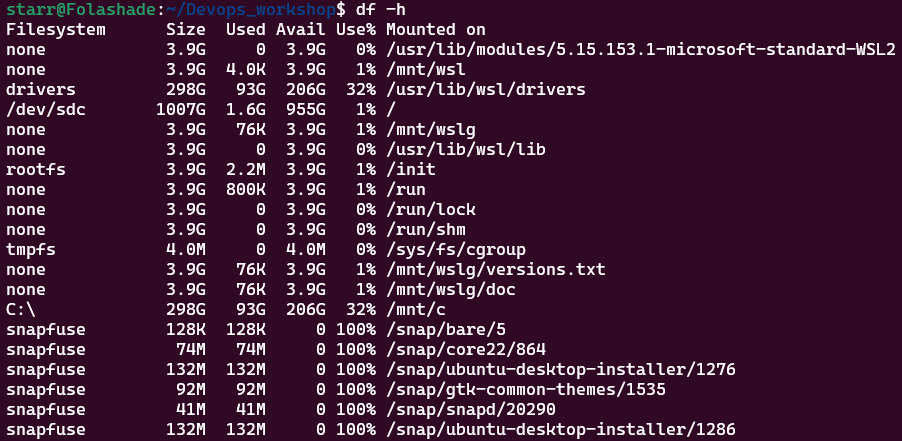 starr@Folashade:~/Devops_workshop$ df -h
Filesystem      Size  Used Avail Use% Mounted on
none            3.9G     0  3.9G   0% /usr/lib/modules/5.15.153.1-microsoft-standard-WSL2
none            3.9G  4.0K  3.9G   1% /mnt/wsl
drivers         298G   93G  206G  32% /usr/lib/wsl/drivers
/dev/sdc       1007G  1.6G  955G   1% /
none            3.9G   76K  3.9G   1% /mnt/wslg
none            3.9G     0  3.9G   0% /usr/lib/wsl/lib
rootfs          3.9G  2.2M  3.9G   1% /init
none            3.9G  800K  3.9G   1% /run
none            3.9G     0  3.9G   0% /run/lock
none            3.9G     0  3.9G   0% /run/shm
tmpfs           4.0M     0  4.0M   0% /sys/fs/cgroup
none            3.9G   76K  3.9G   1% /mnt/wslg/versions.txt
none            3.9G   76K  3.9G   1% /mnt/wslg/doc
C:\             298G   93G  206G  32% /mnt/c
snapfuse        128K  128K     0 100% /snap/bare/5
snapfuse         74M   74M     0 100% /snap/core22/864
snapfuse        132M  132M     0 100% /snap/ubuntu-desktop-installer/1276
snapfuse         92M   92M     0 100% /snap/gtk-common-themes/1535
snapfuse         41M   41M     0 100% /snap/snapd/20290
snapfuse        132M  132M     0 100% /snap/ubuntu-desktop-installer/1286